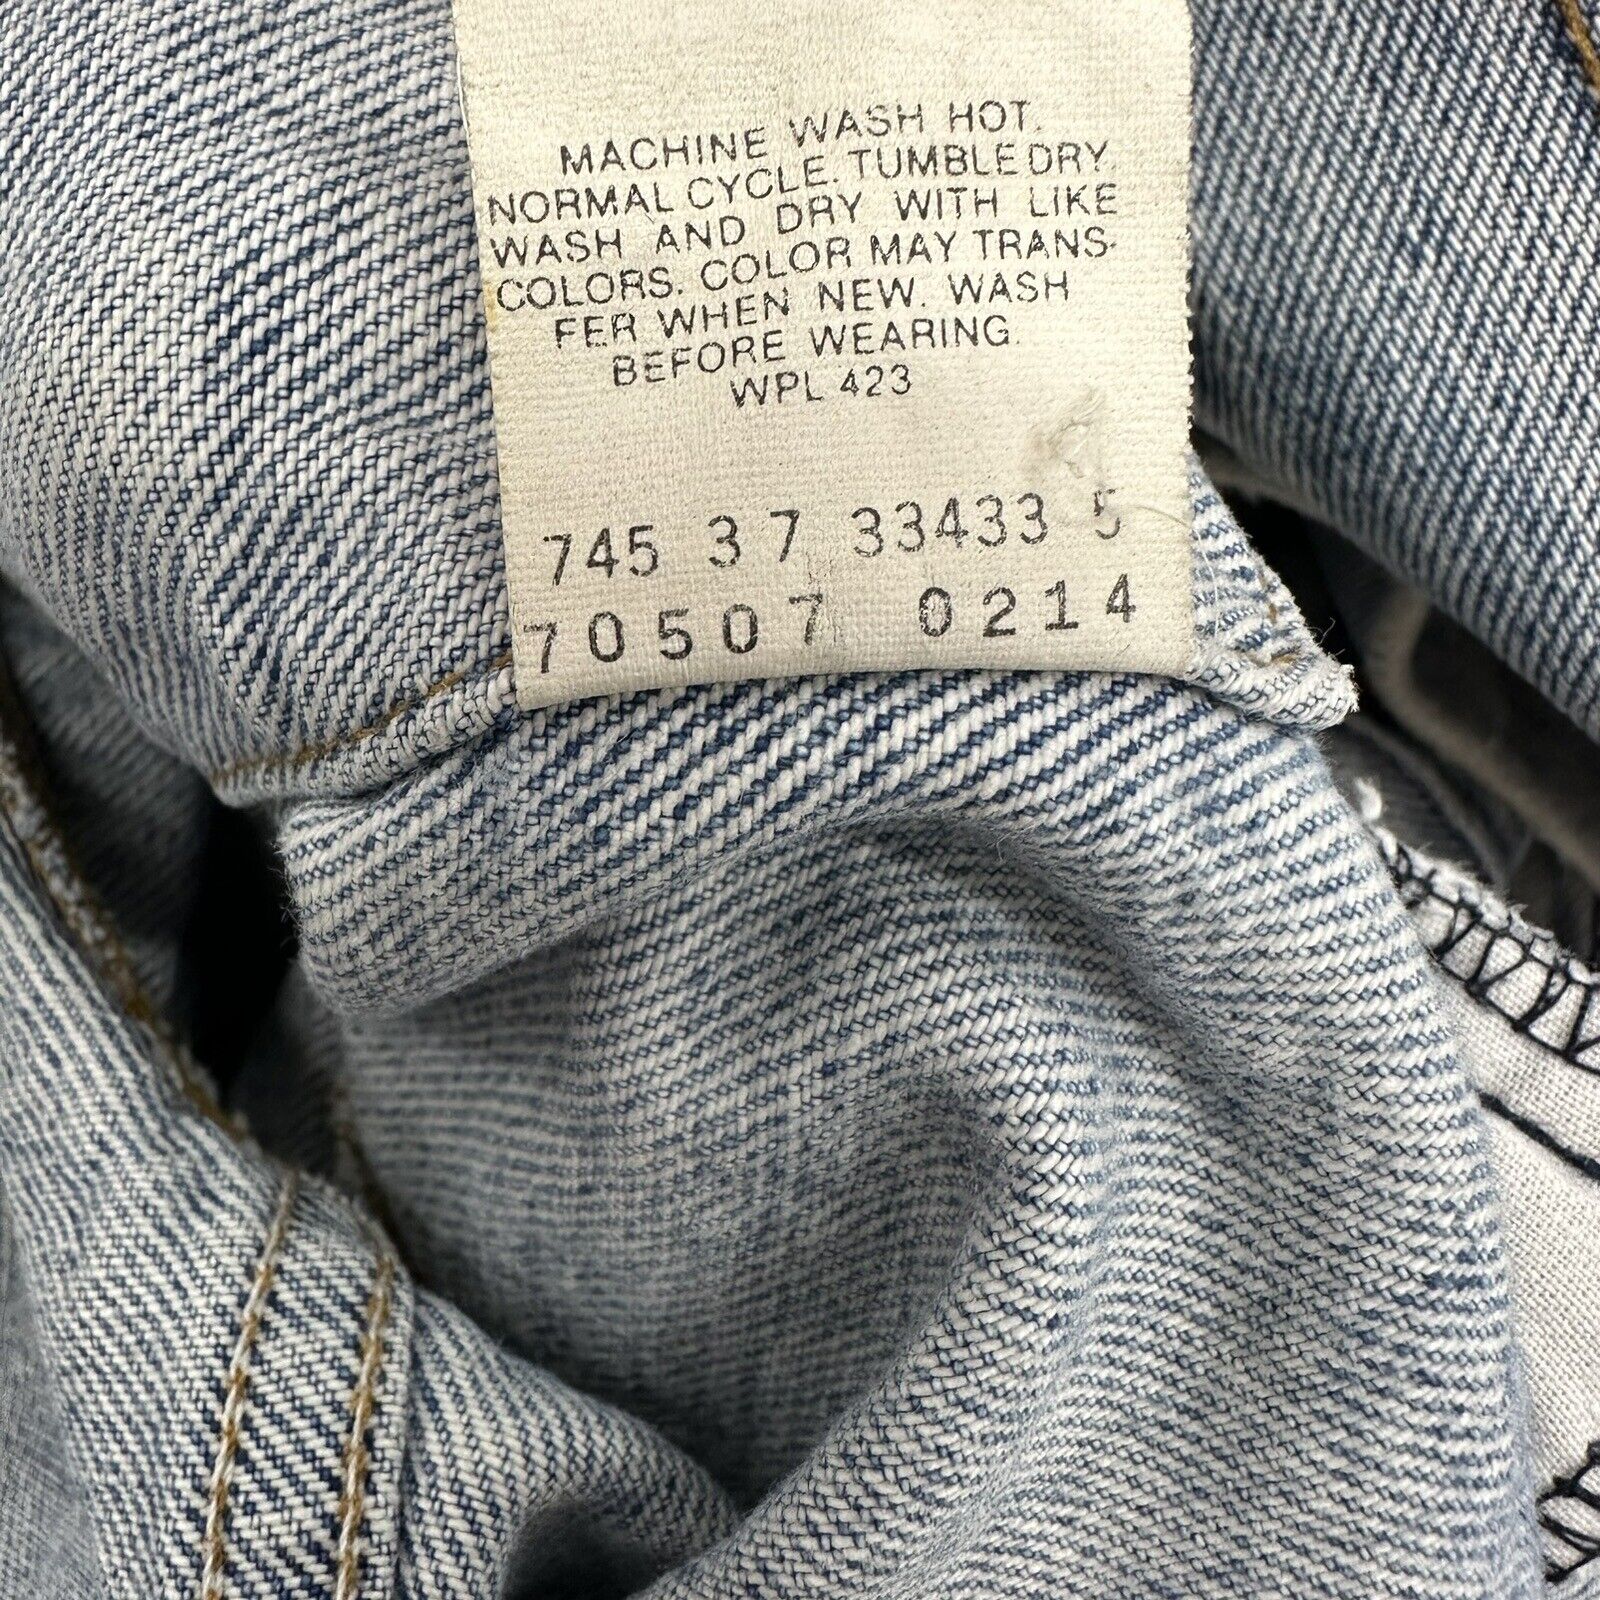 MACHINE WASH HOT.
NORMAL CYCLE. TUMBLE DRY.
WASH AND DRY WITH LIKE
COLORS. COLOR MAY TRANS-
FER WHEN NEW. WASH
BEFORE WEARING.
WPL 423
745 37 33433 5
70507 0214